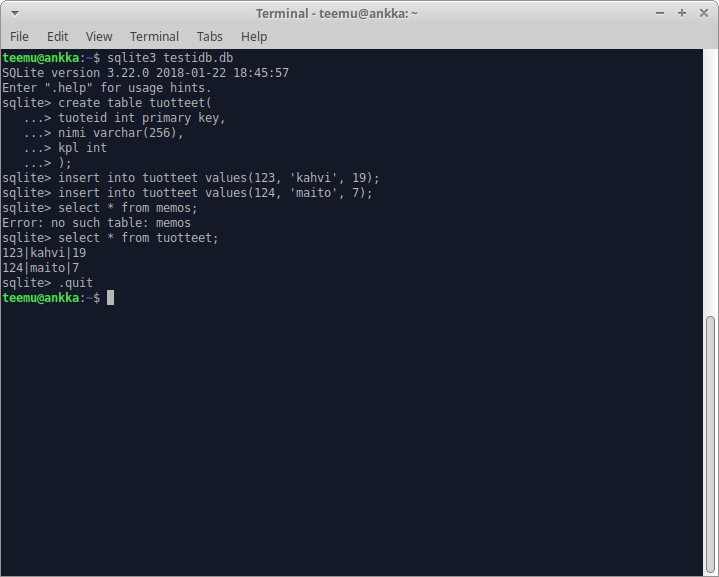 Terminal - teemu@ankka: ~
File Edit View Terminal Tabs Help
teemu@ankka:~$ sqlite3 testidb.db
SQLite version 3.22.0 2018-01-22 18:45:57
Enter ".help" for usage hints.
sqlite> create table tuotteet(
   ...> tuoteid int primary key,
   ...> nimi varchar(256),
   ...> kpl int
   ...> );
sqlite> insert into tuotteet values(123, 'kahvi', 19);
sqlite> insert into tuotteet values(124, 'maito', 7);
sqlite> select * from memos;
Error: no such table: memos
sqlite> select * from tuotteet;
123|kahvi|19
124|maito|7
sqlite> .quit
teemu@ankka:~$